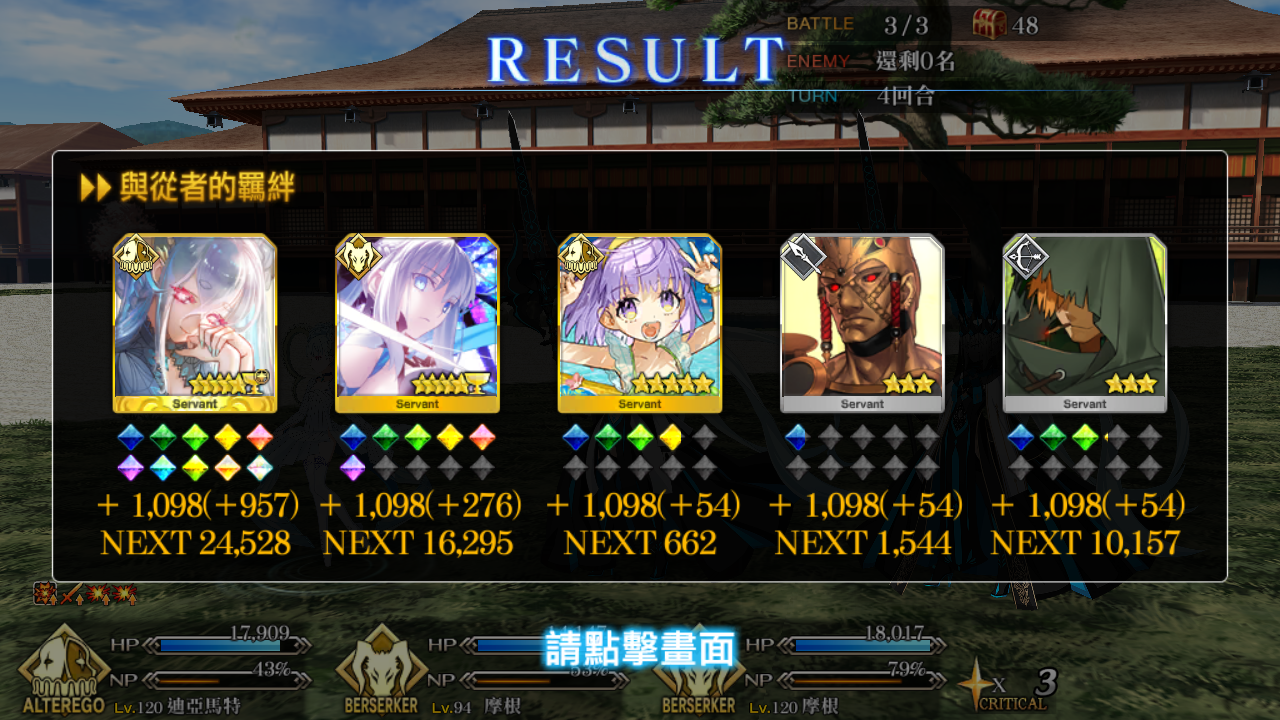 RESULT
BATTLE 3/3 48
ENEMY 還剩0名
TURN 4回合
與從者的羈絆
Servant Servant Servant Servant Servant
+ 1,098(+957) + 1,098(+276) + 1,098(+54) + 1,098(+54) + 1,098(+54)
NEXT 24,528 NEXT 16,295 NEXT 662 NEXT 1,544 NEXT 10,157
請點擊畫面
HP 17,909 HP HP 18,017
NP 43% NP NP 79%
X 3
CRITICAL
ALTEREGO Lv.120 迪亞馬特 BERSERKER Lv.94 摩根 BERSERKER Lv.120 摩根